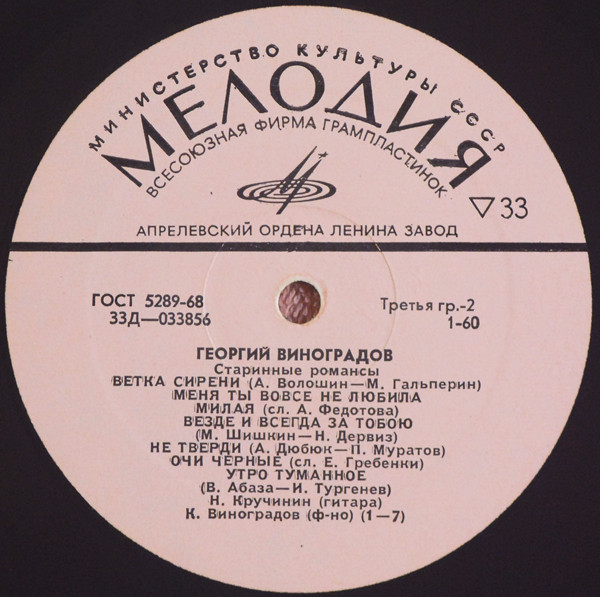 МИНИСТЕРСТВО КУЛЬТУРЫ СССР
МЕЛОДИЯ
ВСЕСОЮЗНАЯ ФИРМА ГРАМПЛАСТИНОК
▽33
АПРЕЛЕВСКИЙ ОРДЕНА ЛЕНИНА ЗАВОД
ГОСТ 5289-68
33Д—033856
Третья гр.-2
1-60
ГЕОРГИЙ ВИНОГРАДОВ
Старинные романсы
ВЕТКА СИРЕНИ (А. Волошин—М. Гальперин)
МЕНЯ ТЫ ВОВСЕ НЕ ЛЮБИЛА
МИЛАЯ (сл. А. Федотова)
ВЕЗДЕ И ВСЕГДА ЗА ТОБОЮ
(М. Шишкин—Н. Дервиз)
НЕ ТВЕРДИ (А. Дюбюк—П. Муратов)
ОЧИ ЧЕРНЫЕ (сл. Е. Гребенки)
УТРО ТУМАННОЕ
(В. Абаза—И. Тургенев)
Н. Кручинин (гитара)
К. Виноградов (ф-но) (1—7)